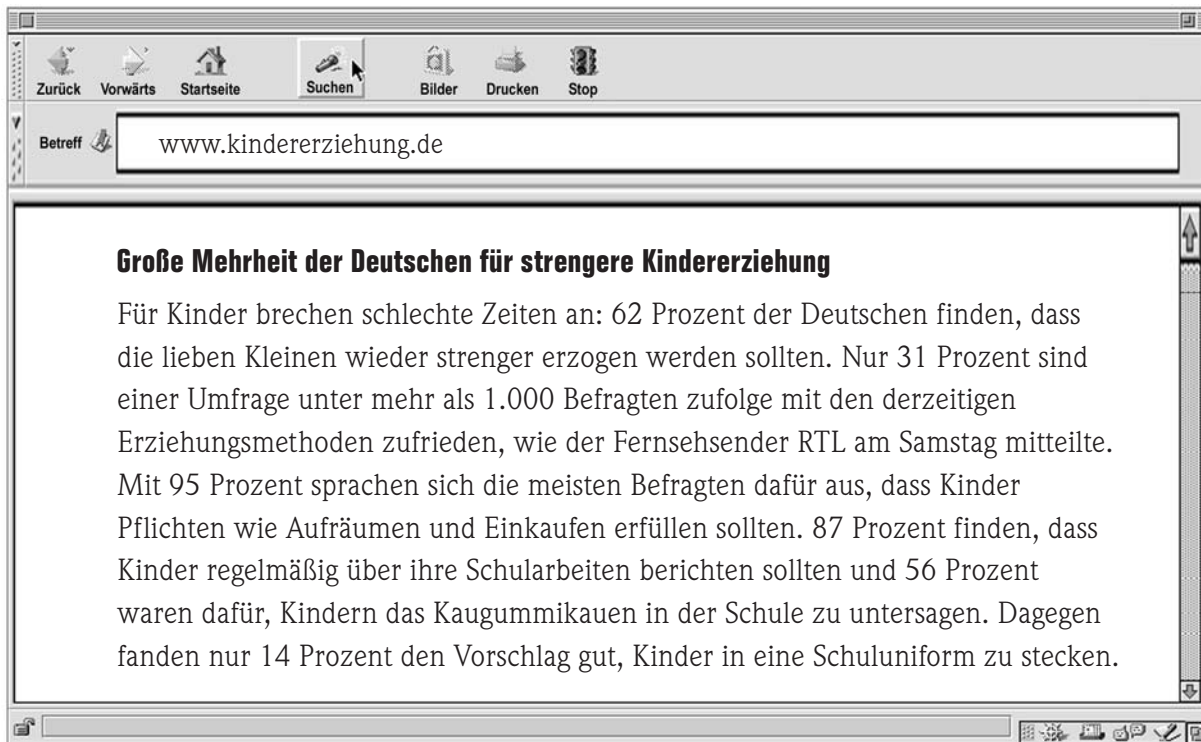 Zurück Vorwärts Startseite Suchen Bilder Drucken Stop
Betreff www.kindererziehung.de
Große Mehrheit der Deutschen für strengere Kindererziehung
Für Kinder brechen schlechte Zeiten an: 62 Prozent der Deutschen finden, dass
die lieben Kleinen wieder strenger erzogen werden sollten. Nur 31 Prozent sind
einer Umfrage unter mehr als 1.000 Befragten zufolge mit den derzeitigen
Erziehungsmethoden zufrieden, wie der Fernsehsender RTL am Samstag mitteilte.
Mit 95 Prozent sprachen sich die meisten Befragten dafür aus, dass Kinder
Pflichten wie Aufräumen und Einkaufen erfüllen sollten. 87 Prozent finden, dass
Kinder regelmäßig über ihre Schularbeiten berichten sollten und 56 Prozent
waren dafür, Kindern das Kaugummikauen in der Schule zu untersagen. Dagegen
fanden nur 14 Prozent den Vorschlag gut, Kinder in eine Schuluniform zu stecken.